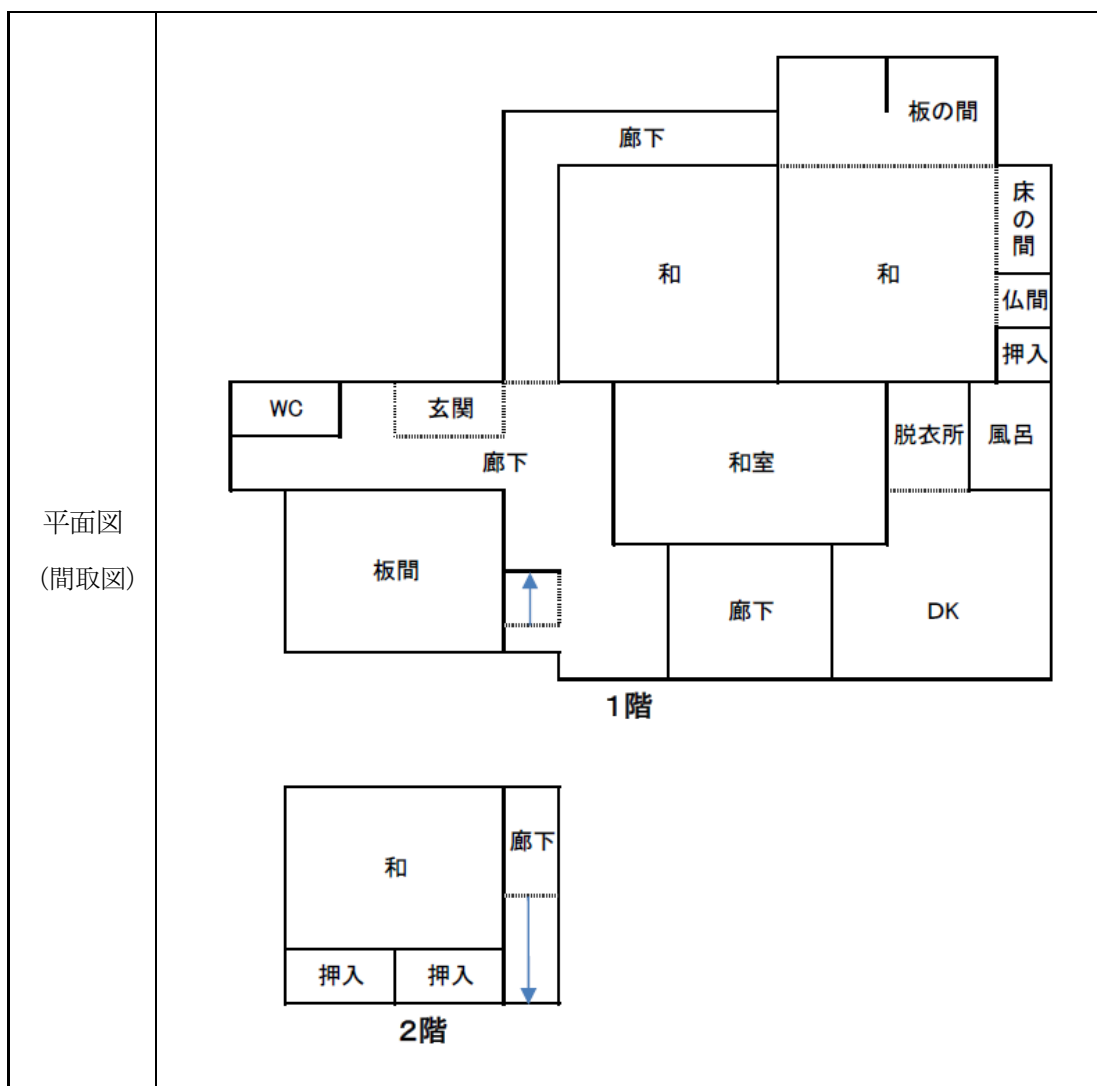 平面図
(間取図)
板の間
廊下
床の間
和
和
仏間
押入
WC
玄関
脱衣所
風呂
廊下
和室
板間
廊下
DK
1階
廊下
和
押入
押入
2階